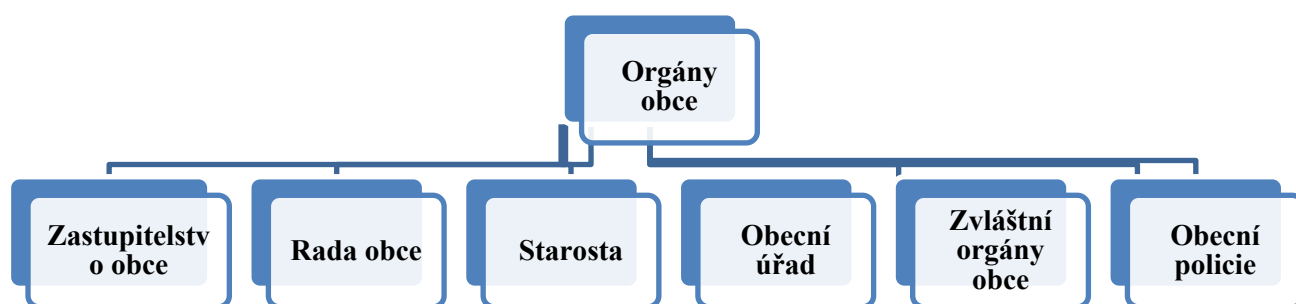 Orgány
obce
Zastupitelstv
o obce
Rada obce
Starosta
Obecní
úřad
Zvláštní
orgány
obce
Obecní
policie